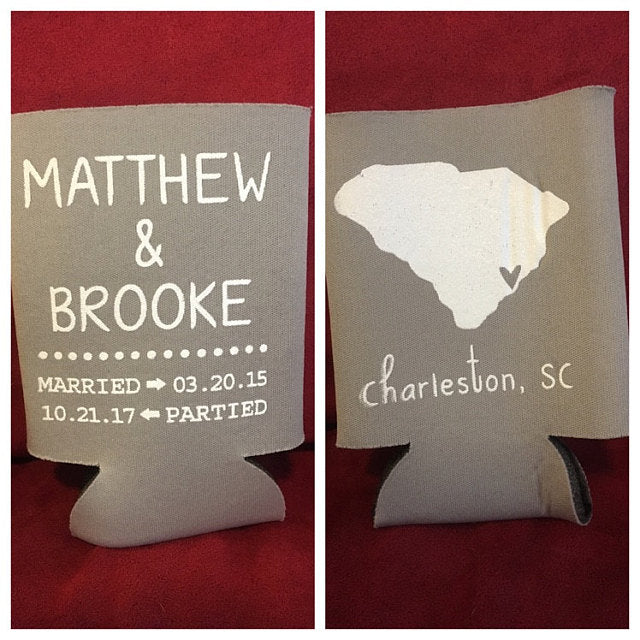 MATTHEW
&
BROOKE
MARRIED ➡ 03.20.15
10.21.17 ⬅ PARTIED
charleston, SC